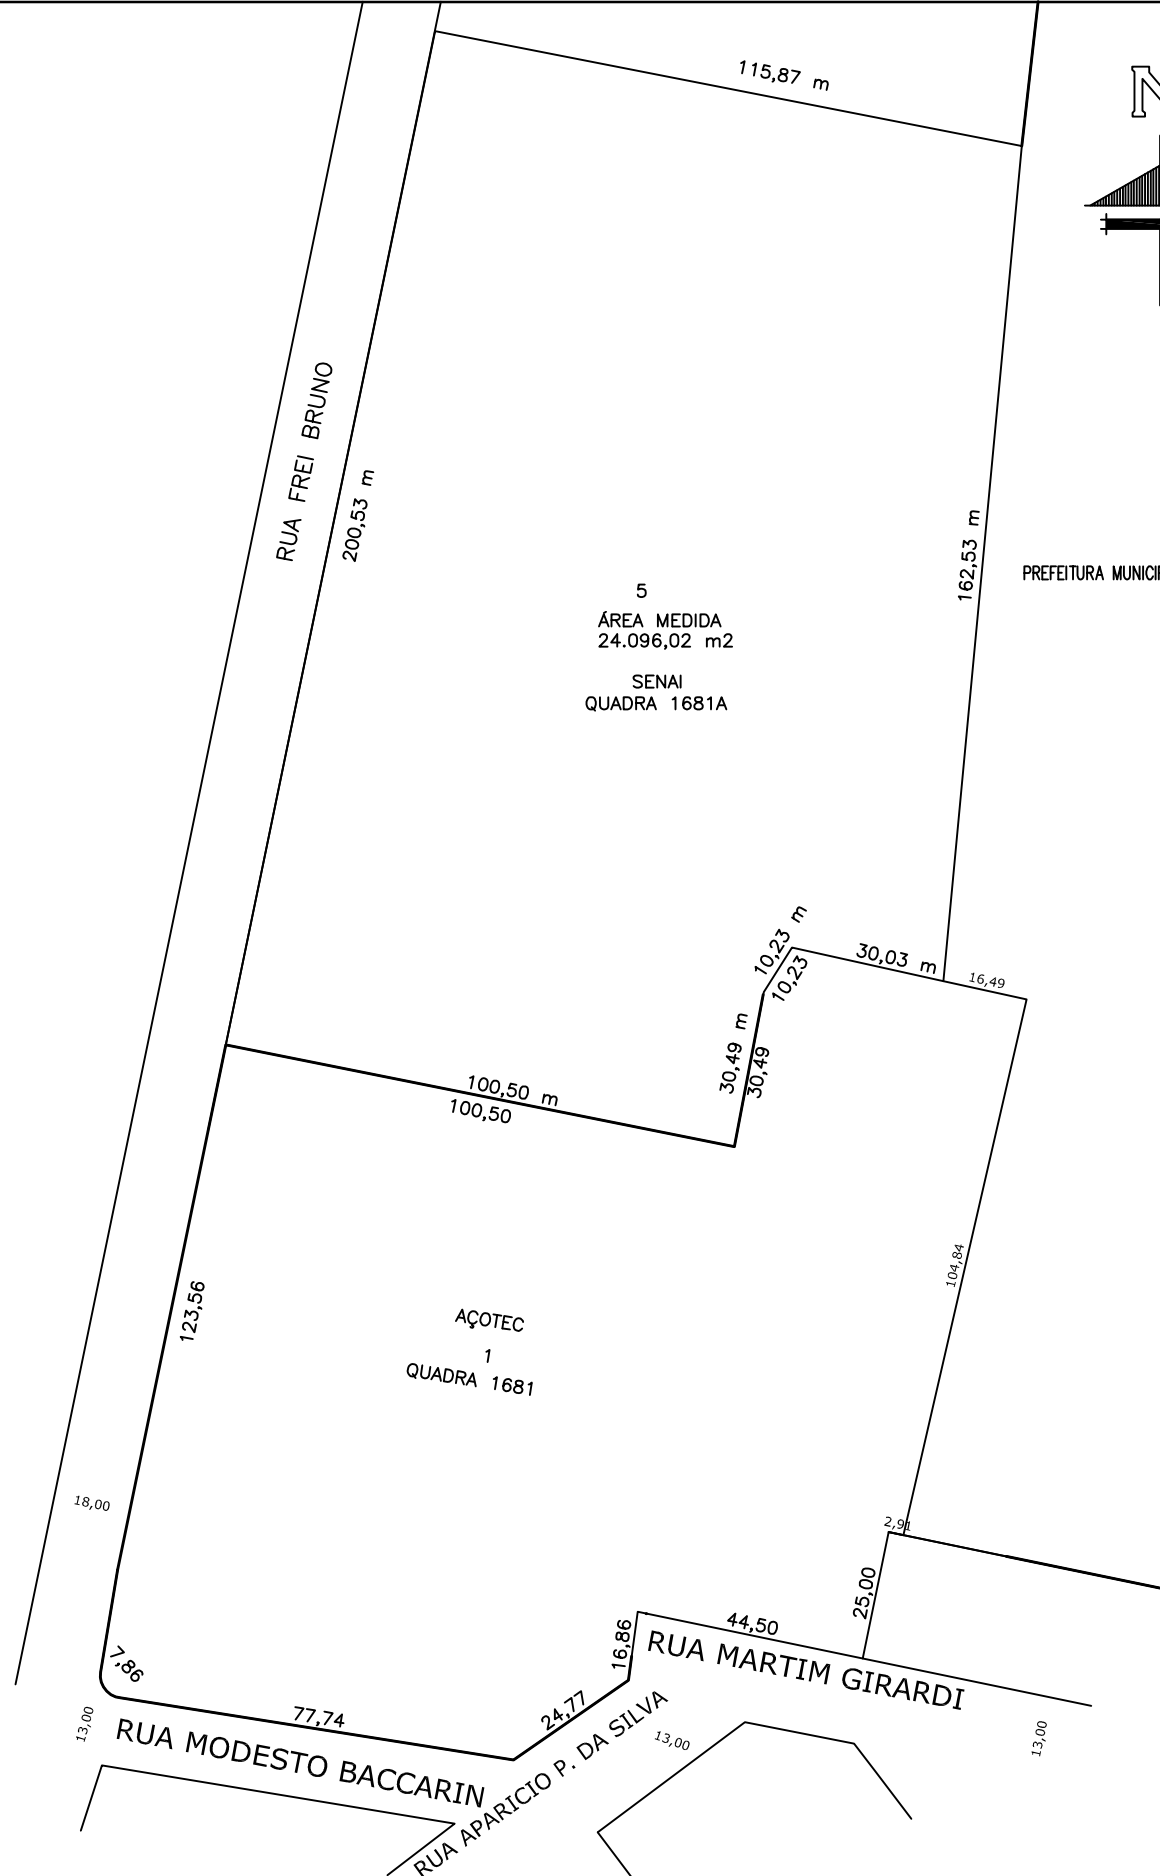 115,87 m
N
RUA FREI BRUNO
200,53 m
162,53 m
PREFEITURA
5
ÁREA MEDIDA
24.096,02 m2
SENAI
QUADRA 1681A
10,23 m
10,23
30,03 m
16,49
30,49 m
30,49
100,50 m
100,50
104,84
123,56
AÇOTEC
1
QUADRA 1681
18,00
2,91
25,00
44,50
16,86
RUA MARTIM GIRARDI
7,86
77,74
24,77
13,00
RUA MODESTO BACCARIN
RUA APARICIO P. DA SILVA
13,00
13,00